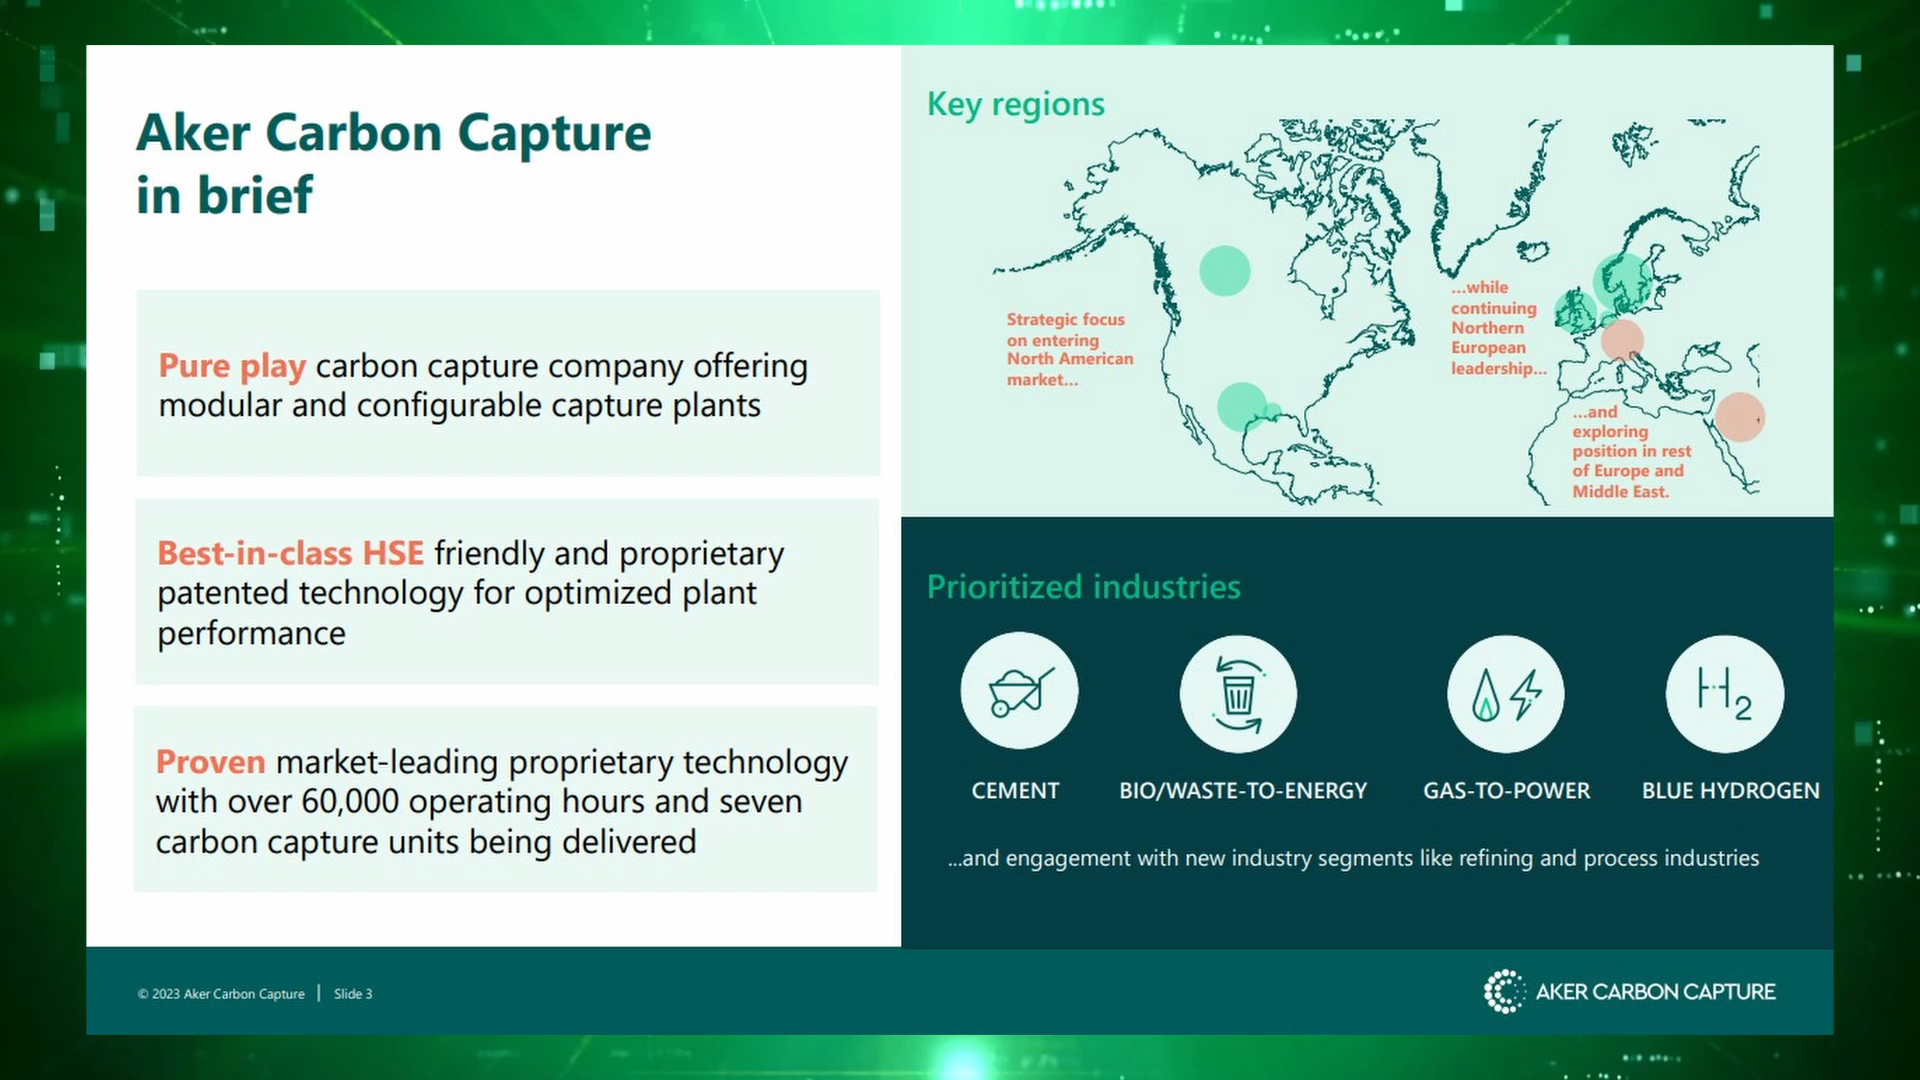 Aker Carbon Capture
in brief
Pure play carbon capture company offering
modular and configurable capture plants
Best-in-class HSE friendly and proprietary
patented technology for optimized plant
performance
Proven market-leading proprietary technology
with over 60,000 operating hours and seven
carbon capture units being delivered
Key regions
Strategic focus
on entering
North American
market...
...while
continuing
Northern
European
leadership...
...and
exploring
position in rest
of Europe and
Middle East.
Prioritized industries
H2
CEMENT
BIO/WASTE-TO-ENERGY
GAS-TO-POWER
BLUE HYDROGEN
...and engagement with new industry segments like refining and process industries
© 2023 Aker Carbon Capture | Slide 3
AKER CARBON CAPTURE